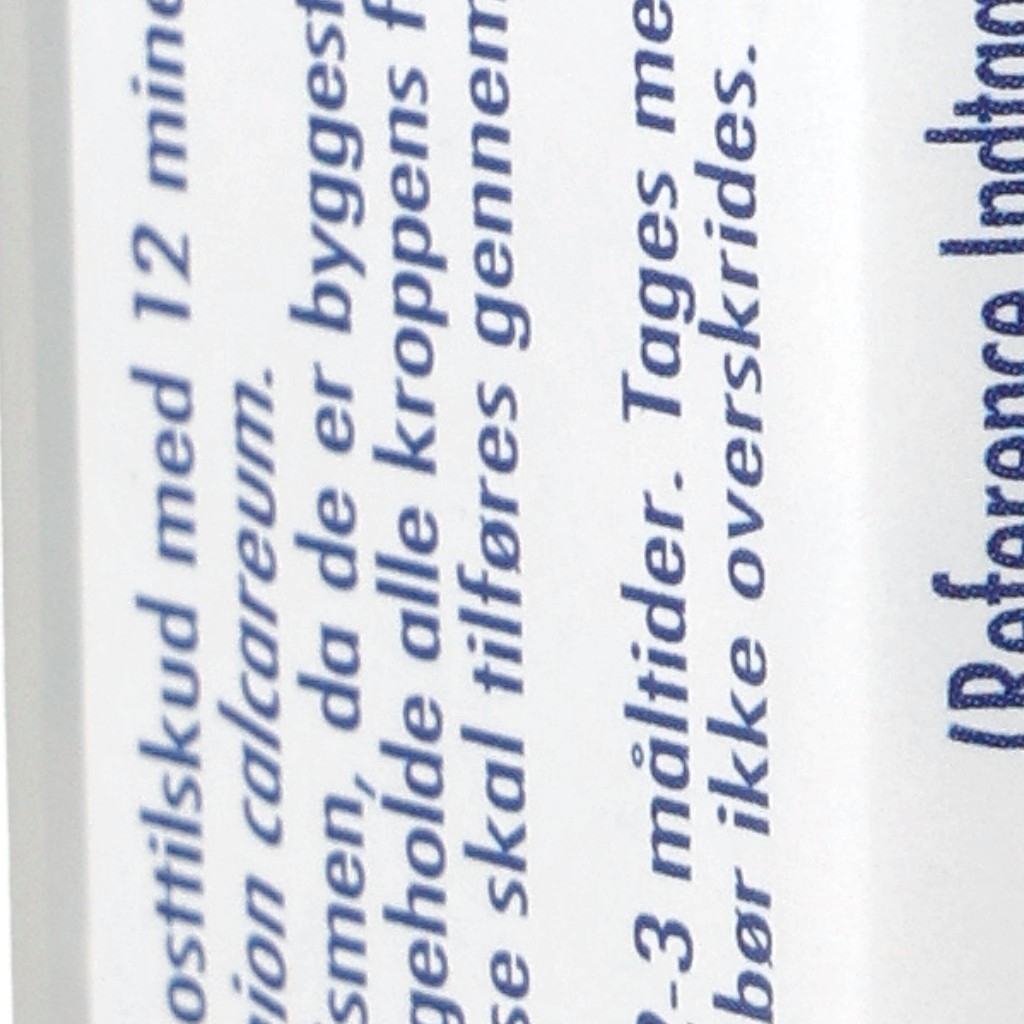 osttilskud med 12 mine
ion calcareum.
smen, da de er byggest
geholde alle kroppens f
se skal tilføres gennem
-3 måltider. Tages me
bør ikke overskrides.
(Reference Indtag